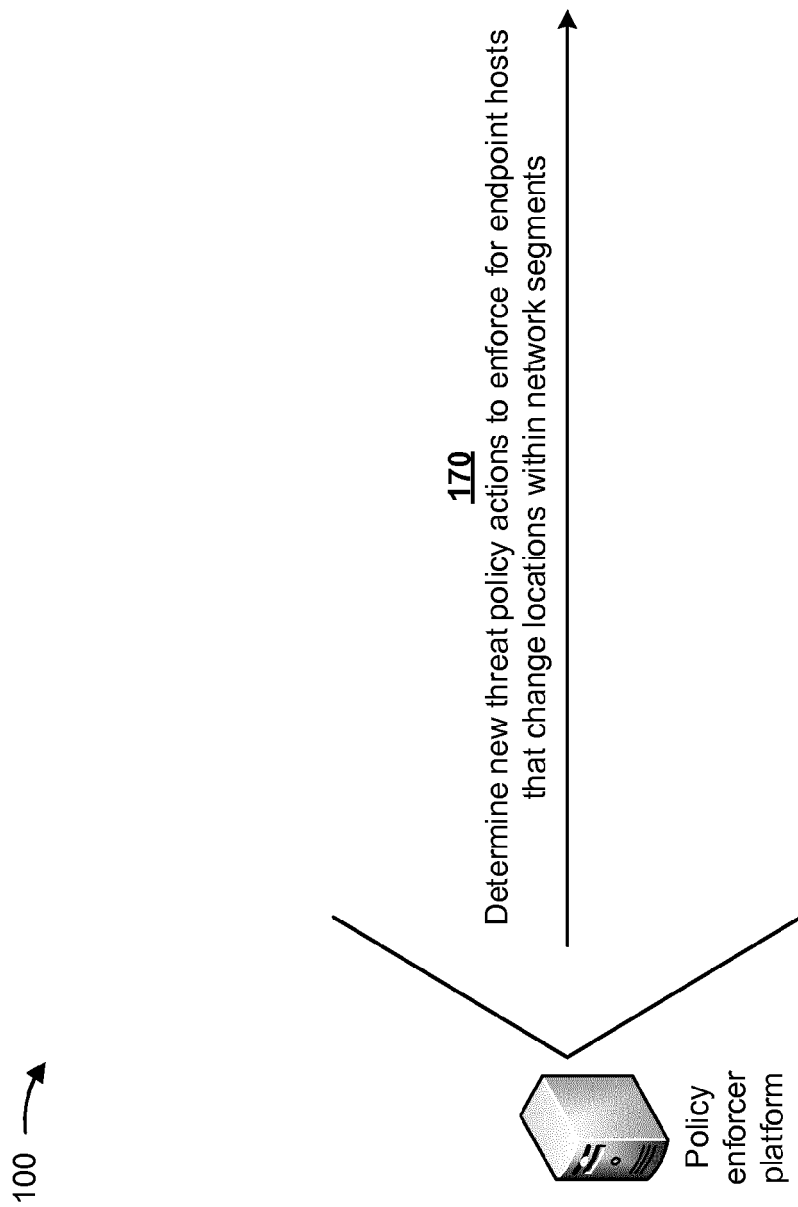 100
170
Determine new threat policy actions to enforce for endpoint hosts
that change locations within network segments
Policy
enforcer
platform